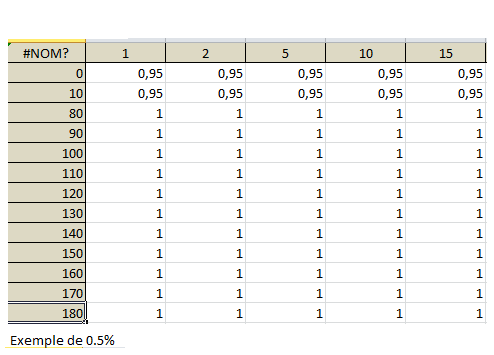 #NOM? 1 2 5 10 15
0 0,95 0,95 0,95 0,95 0,95
10 0,95 0,95 0,95 0,95 0,95
80 1 1 1 1 1
90 1 1 1 1 1
100 1 1 1 1 1
110 1 1 1 1 1
120 1 1 1 1 1
130 1 1 1 1 1
140 1 1 1 1 1
150 1 1 1 1 1
160 1 1 1 1 1
170 1 1 1 1 1
180 1 1 1 1 1
Exemple de 0.5%